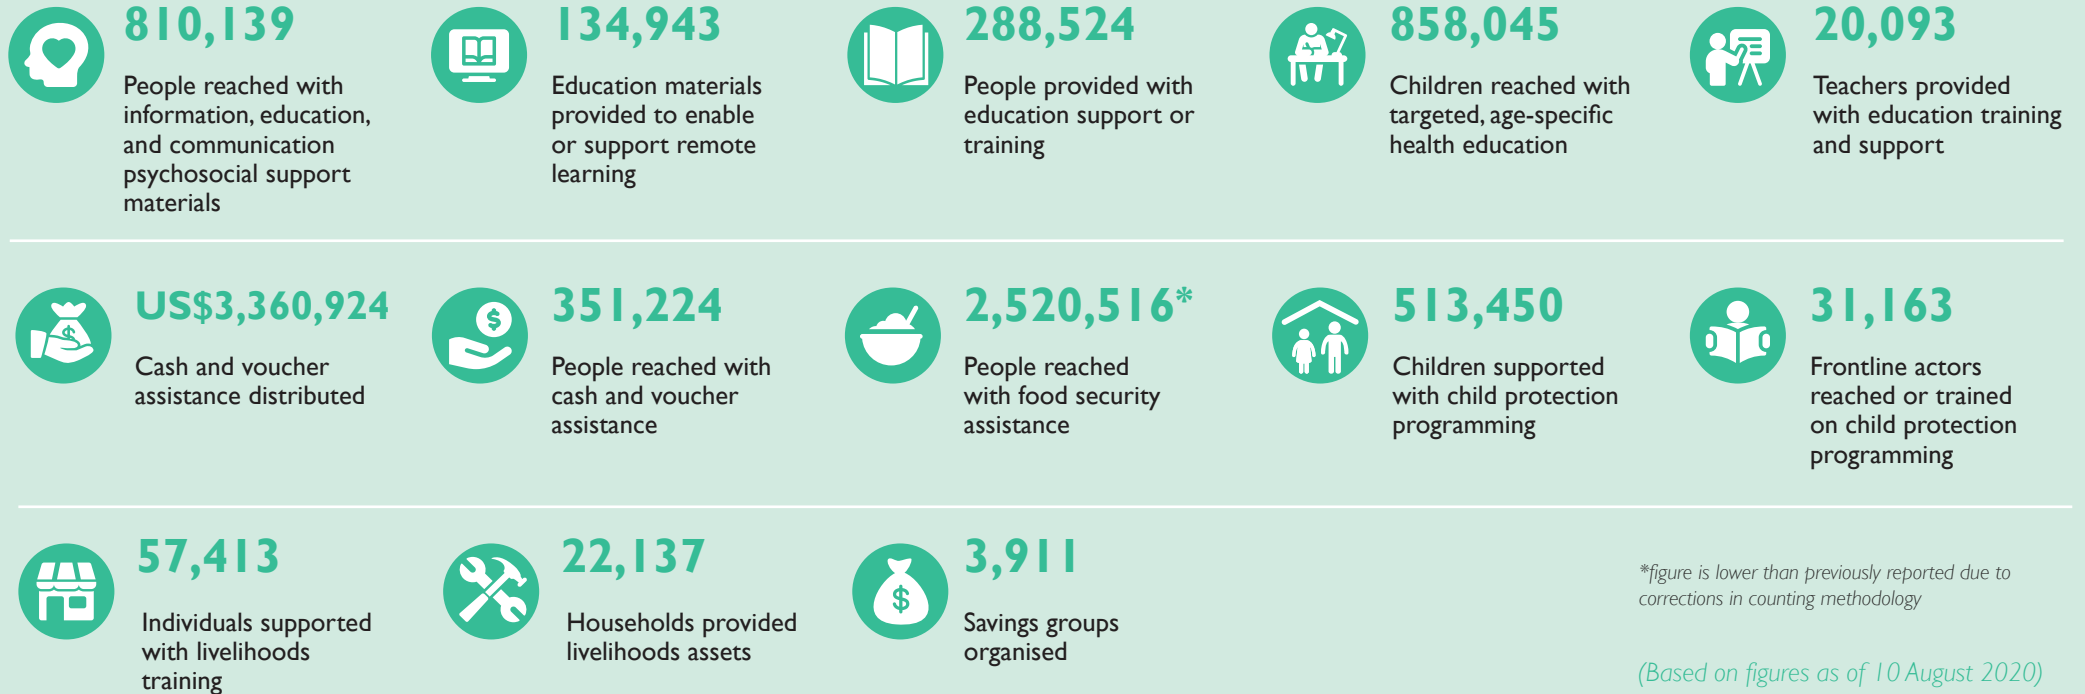 810,139
People reached with
information, education,
and communication
psychosocial support
materials
134,943
Education materials
provided to enable
or support remote
learning
288,524
People provided with
education support or
training
858,045
Children reached with
targeted, age-specific
health education
20,093
Teachers provided
with education training
and support
US$3,360,924
Cash and voucher
assistance distributed
351,224
People reached with
cash and voucher
assistance
2,520,516*
People reached
with food security
assistance
513,450
Children supported
with child protection
programming
31,163
Frontline actors
reached or trained
on child protection
programming
57,413
Individuals supported
with livelihoods
training
22,137
Households provided
livelihoods assets
3,911
Savings groups
organised
*figure is lower than previously reported due to
corrections in counting methodology
(Based on figures as of 10 August 2020)